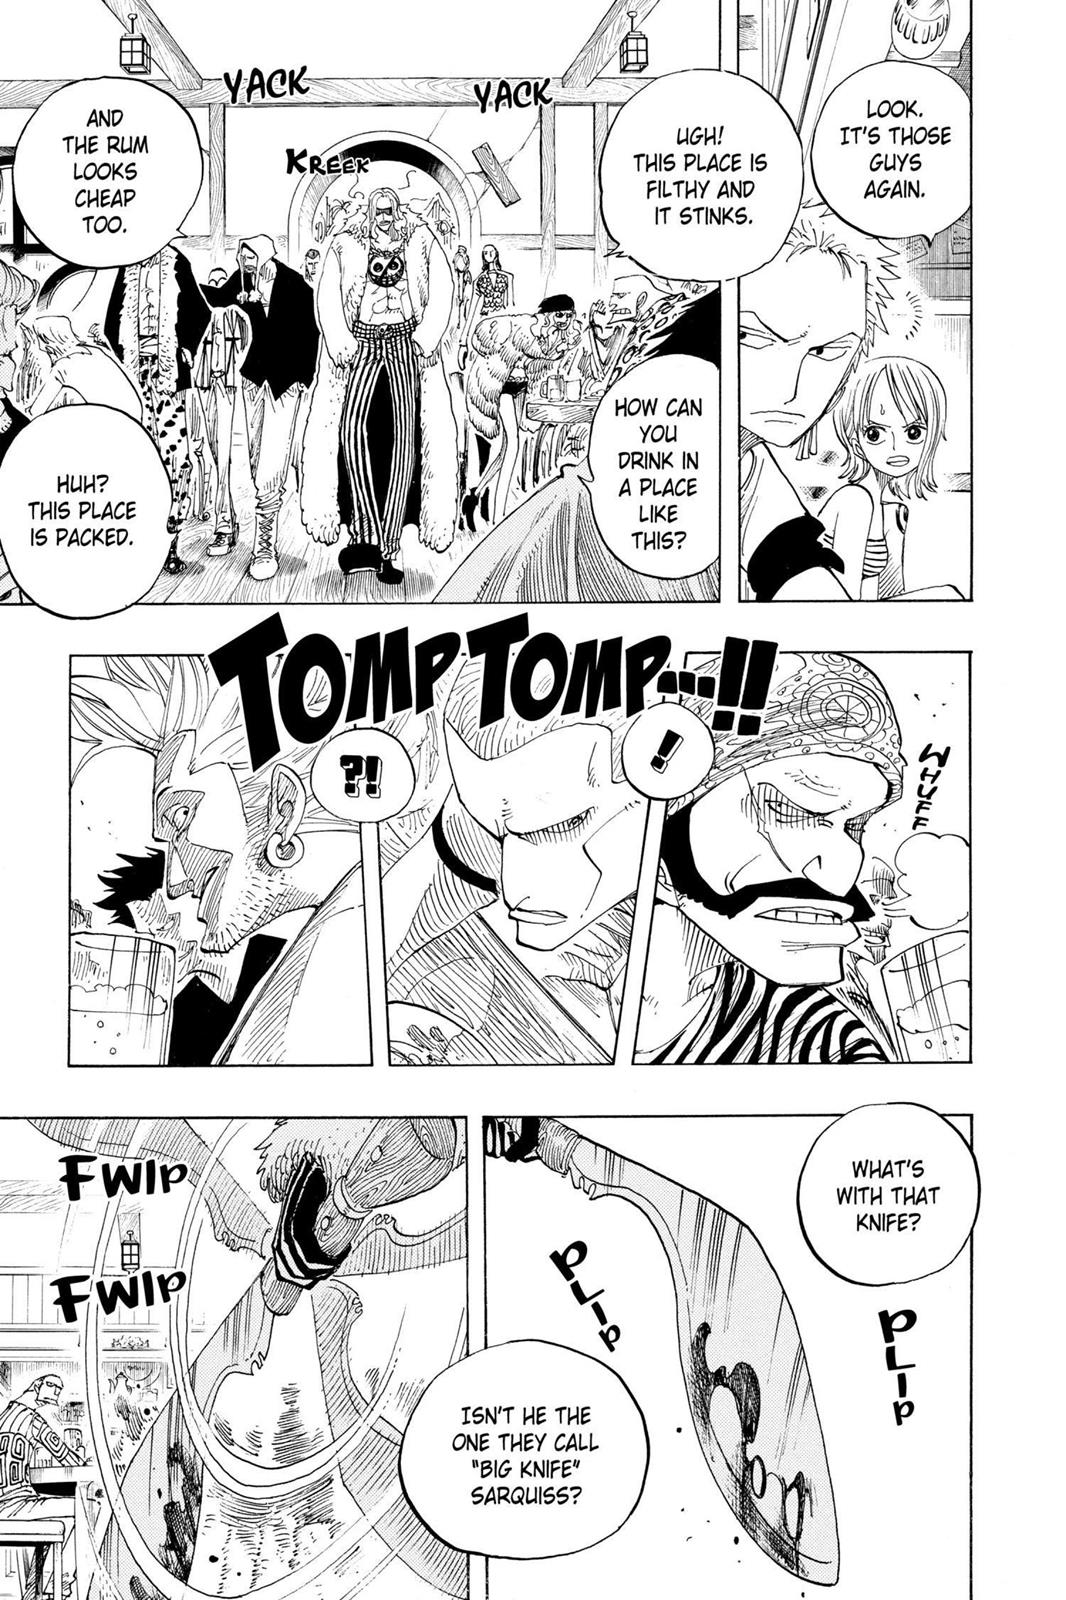 LOOK.
IT'S THOSE
GUYS
AGAIN.
UGH!
THIS PLACE IS
FILTHY AND
IT STINKS.
HOW CAN
YOU
DRINK IN
A PLACE
LIKE
THIS?
YACK
YACK
KREEK
AND
THE RUM
LOOKS
CHEAP
TOO.
HUH?
THIS PLACE
IS PACKED.
TOMP TOMP...!!
WHUFF
!
?!
WHAT'S
WITH THAT
KNIFE?
PLIP
PLIP
ISN'T HE THE
ONE THEY CALL
"BIG KNIFE"
SARQUISS?
FWIP
FWIP